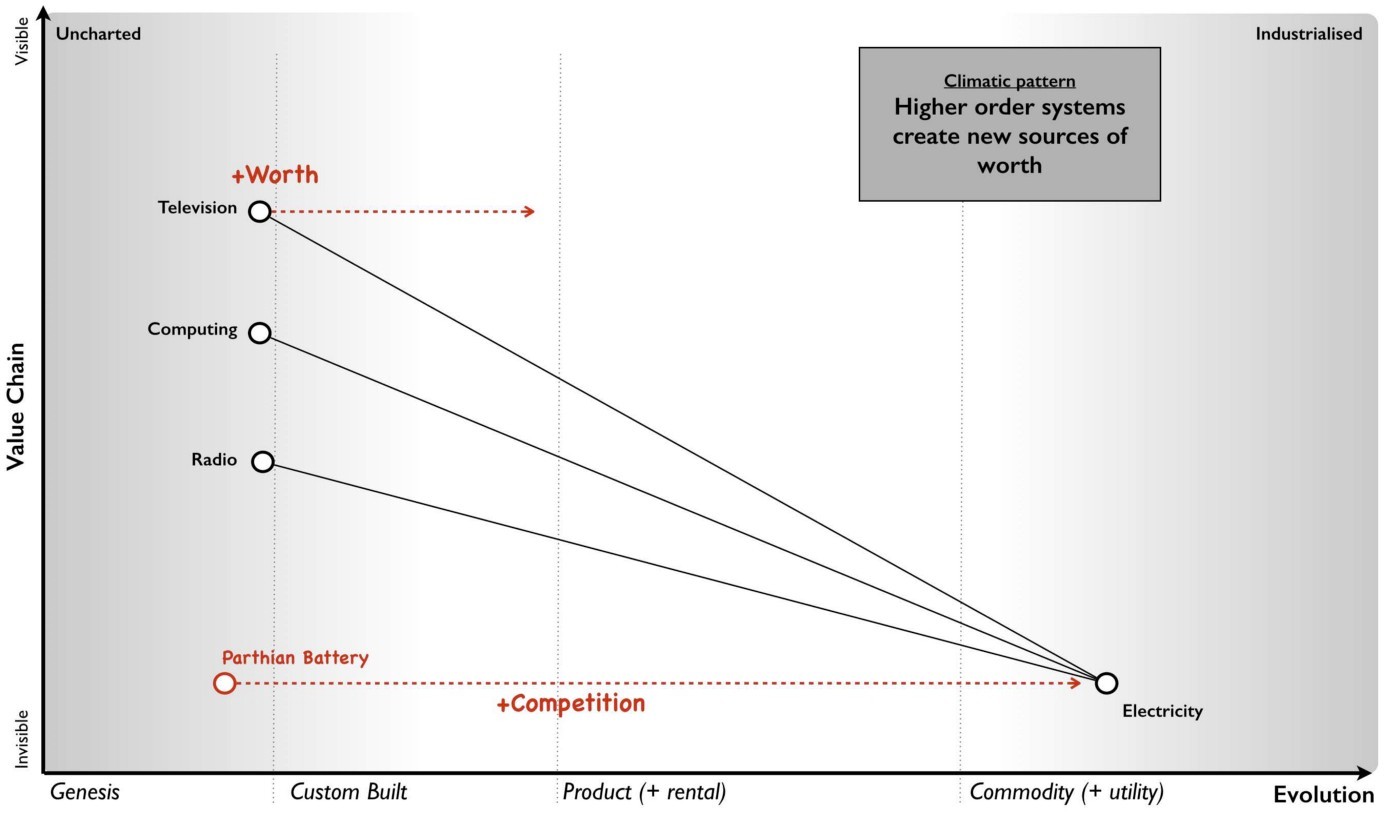 Visible
Uncharted
Industrialised
Climatic pattern
Higher order systems
create new sources of
worth
+Worth
Television
Computing
Value Chain
Radio
Parthian Battery
+Competition
Electricity
Invisible
Genesis
Custom Built
Product (+ rental)
Commodity (+ utility)
Evolution